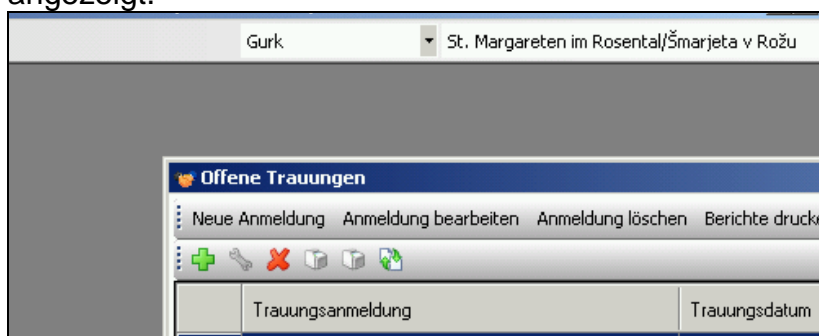 angezeigt.
Gurk St. Margareten im Rosental/Šmarjeta v Rožu
Offene Trauungen
Neue Anmeldung Anmeldung bearbeiten Anmeldung löschen Berichte drucke
Trauungsanmeldung Trauungsdatum